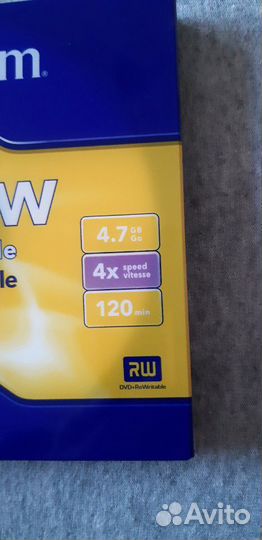 m®
W
le
le
4.7 GB Go
4x speed vitesse
120 min
RW
DVD+ReWritable
Avito